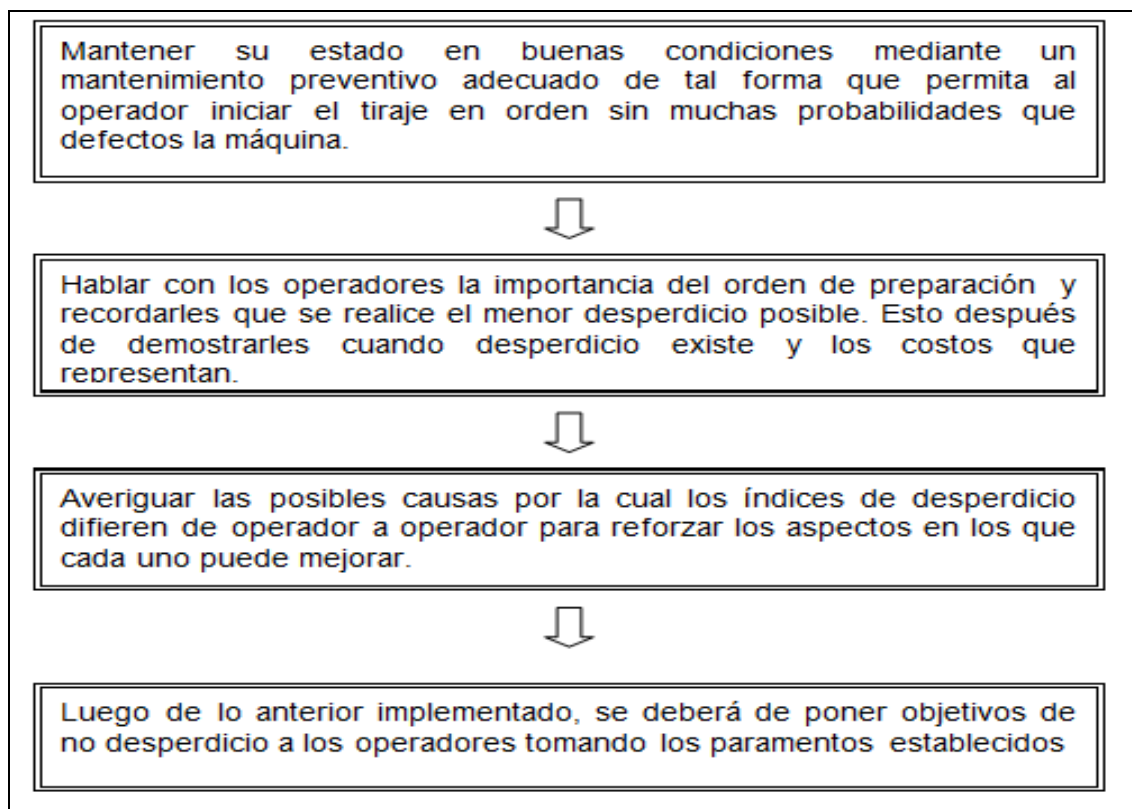 Mantener su estado en buenas condiciones mediante un
mantenimiento preventivo adecuado de tal forma que permita al
operador iniciar el tiraje en orden sin muchas probabilidades que
defectos la máquina.
Hablar con los operadores la importancia del orden de preparación y
recordarles que se realice el menor desperdicio posible. Esto después
de demostrarles cuando desperdicio existe y los costos que
representan.
Averiguar las posibles causas por la cual los índices de desperdicio
difieren de operador a operador para reforzar los aspectos en los que
cada uno puede mejorar.
Luego de lo anterior implementado, se deberá de poner objetivos de
no desperdicio a los operadores tomando los paramentos establecidos